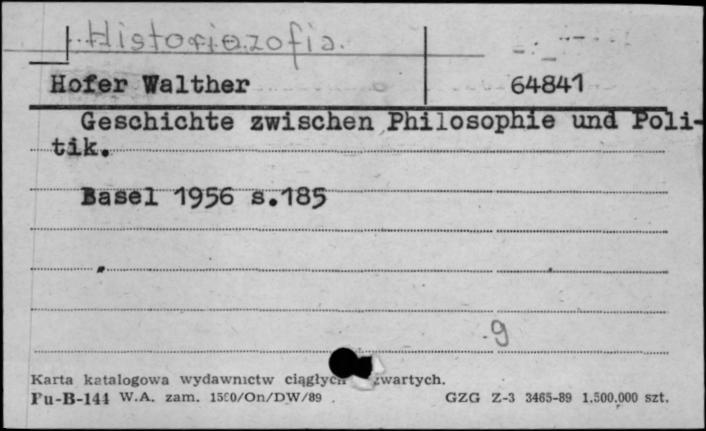 Historiozofia.
Hofer Walther 64841
Geschichte zwischen Philosophie und Poli-
tik.
Basel 1956 s.185
9
Karta katalogowa wydawnictw ciągłych zwartych.
Pu-B-144 W.A. zam. 1500/On/DW/89 GZG Z-3 3465-89 1.500.000 szt.